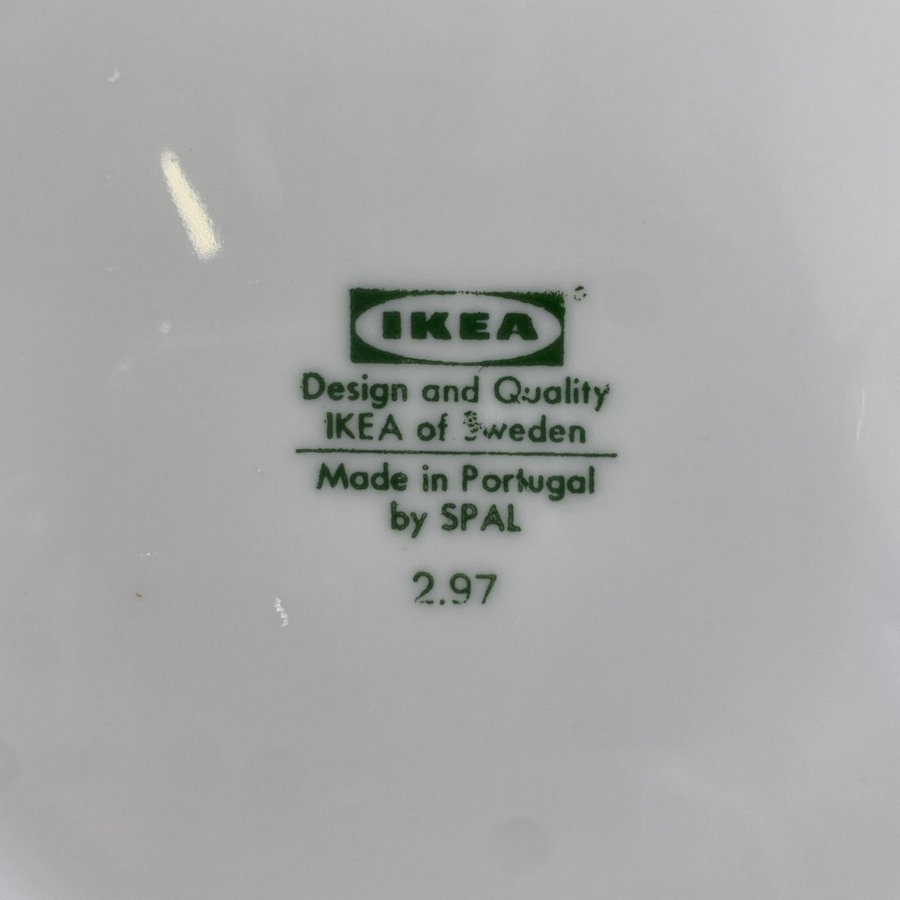 IKEA
Design and Quality
IKEA of Sweden
Made in Portugal
by SPAL
2.97